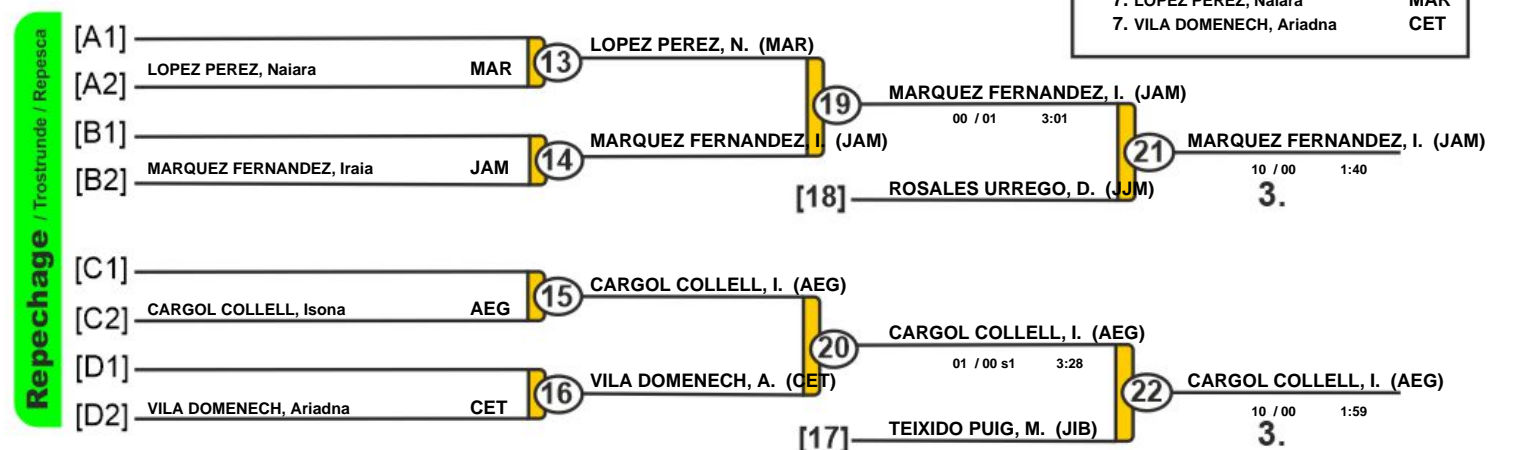 7. LOPEZ PEREZ, Naiara MAR
7. VILA DOMENECH, Ariadna CET
Repechage / Trostrunde / Repesca
[A1]
LOPEZ PEREZ, Naiara MAR
[A2]
13
LOPEZ PEREZ, N. (MAR)
[B1]
MARQUEZ FERNANDEZ, Iraia JAM
[B2]
14
MARQUEZ FERNANDEZ, I. (JAM)
19
MARQUEZ FERNANDEZ, I. (JAM)
00 / 01 3:01
[18]
ROSALES URREGO, D. (JJM)
21
MARQUEZ FERNANDEZ, I. (JAM)
10 / 00 1:40
3.
[C1]
CARGOL COLLELL, Isona AEG
[C2]
15
CARGOL COLLELL, I. (AEG)
[D1]
VILA DOMENECH, Ariadna CET
[D2]
16
VILA DOMENECH, A. (CET)
20
CARGOL COLLELL, I. (AEG)
01 / 00 s1 3:28
[17]
TEIXIDO PUIG, M. (JIB)
22
CARGOL COLLELL, I. (AEG)
10 / 00 1:59
3.